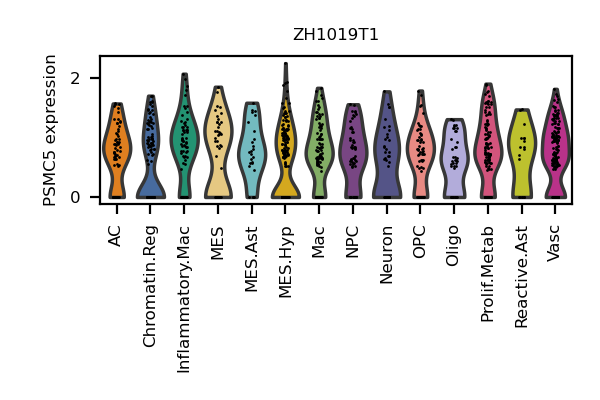 ZH1019T1
PSMC5 expression
2
0
AC
Chromatin.Reg
Inflammatory.Mac
MES
MES.Ast
MES.Hyp
Mac
NPC
Neuron
OPC
Oligo
Prolif.Metab
Reactive.Ast
Vasc